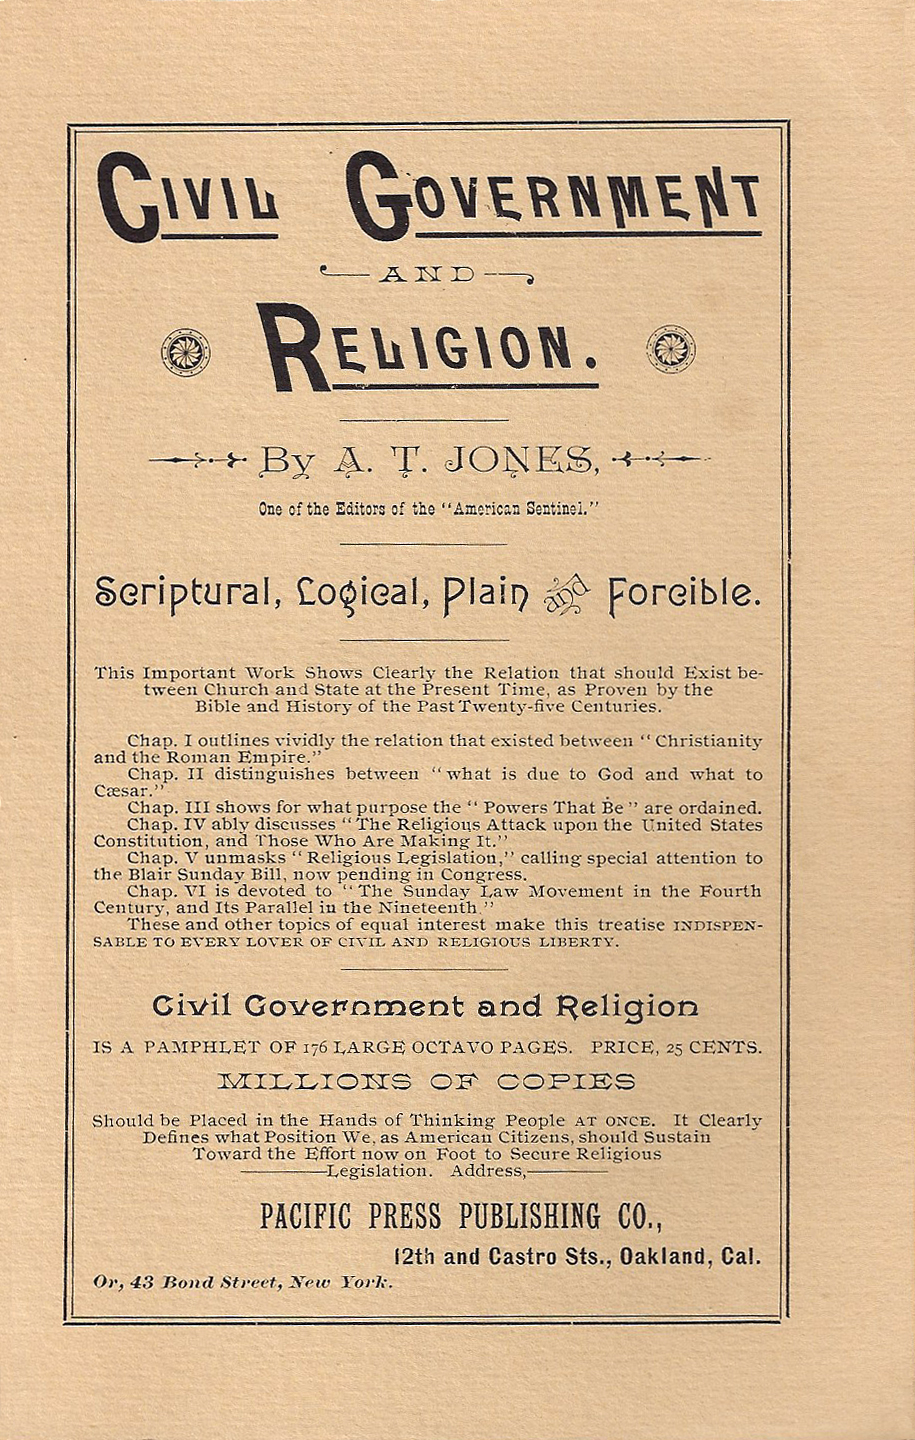 CIVIL GOVERNMENT
AND
RELIGION.
By A. T. JONES,
One of the Editors of the “American Sentinel.”
Scriptural, Logical, Plain and Forcible.
This Important Work Shows Clearly the Relation that should Exist be-
tween Church and State at the Present Time, as Proven by the
Bible and History of the Past Twenty-five Centuries.
Chap. I outlines vividly the relation that existed between “Christianity
and the Roman Empire.”
Chap. II distinguishes between “what is due to God and what to
Cæsar.”
Chap. III shows for what purpose the “Powers That Be” are ordained.
Chap. IV ably discusses “The Religious Attack upon the United States
Constitution, and Those Who Are Making It.”
Chap. V unmasks “Religious Legislation,” calling special attention to
the Blair Sunday Bill, now pending in Congress.
Chap. VI is devoted to “The Sunday Law Movement in the Fourth
Century, and Its Parallel in the Nineteenth.”
These and other topics of equal interest make this treatise INDISPEN-
SABLE TO EVERY LOVER OF CIVIL AND RELIGIOUS LIBERTY.
Civil Government and Religion
IS A PAMPHLET OF 176 LARGE OCTAVO PAGES. PRICE, 25 CENTS.
MILLIONS OF COPIES
Should be Placed in the Hands of Thinking People AT ONCE. It Clearly
Defines what Position We, as American Citizens, should Sustain
Toward the Effort now on Foot to Secure Religious
Legislation. Address,
PACIFIC PRESS PUBLISHING CO.,
12th and Castro Sts., Oakland, Cal.
Or, 43 Bond Street, New York.